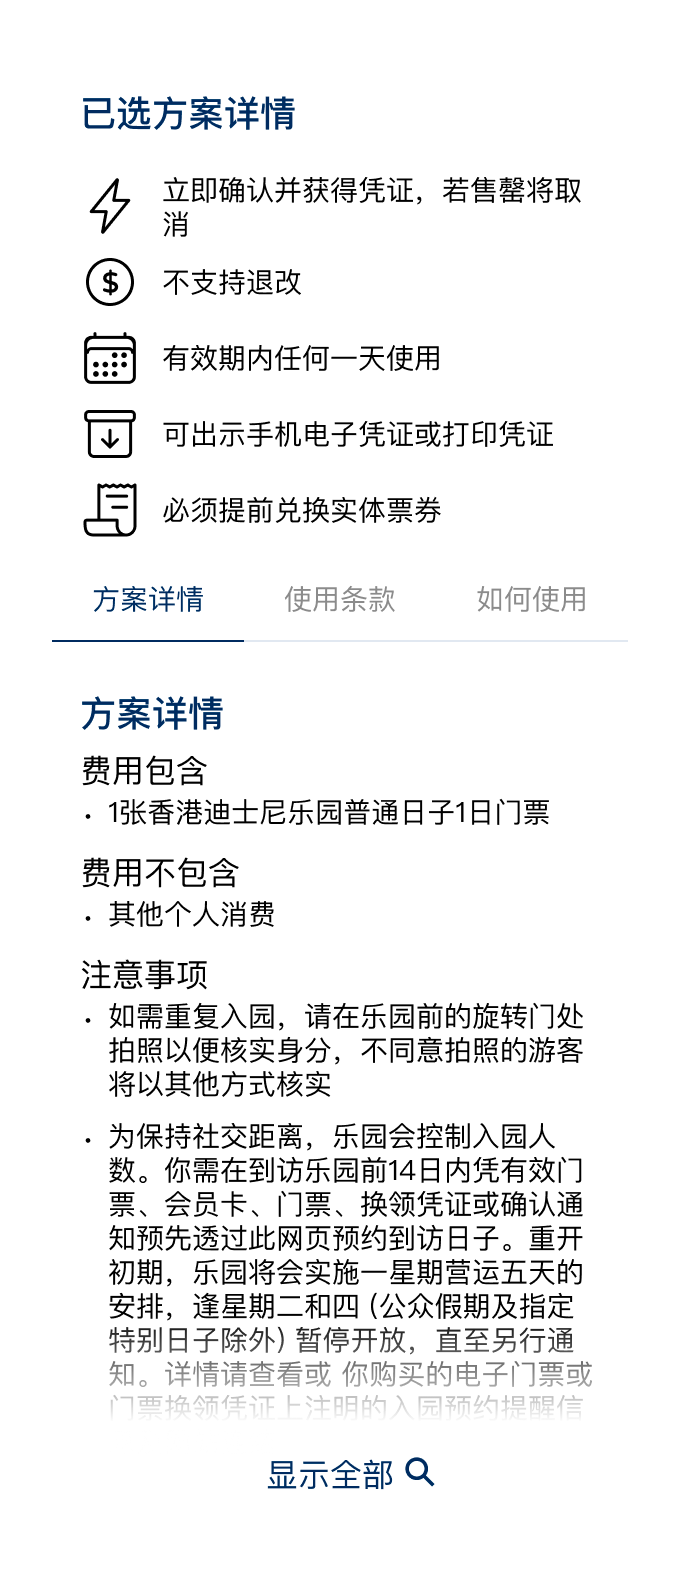 已选方案详情
立即确认并获得凭证，若售罄将取
消
不支持退改
有效期内任何一天使用
可出示手机电子凭证或打印凭证
必须提前兑换实体票券
方案详情 使用条款 如何使用
方案详情
费用包含
• 1张香港迪士尼乐园普通日子1日门票
费用不包含
• 其他个人消费
注意事项
• 如需重复入园，请在乐园前的旋转门处
拍照以便核实身分，不同意拍照的游客
将以其他方式核实
• 为保持社交距离，乐园会控制入园人
数。你需在到访乐园前14日内凭有效门
票、会员卡、门票、换领凭证或确认通
知预先透过此网页预约到访日子。重开
初期，乐园将会实施一星期营运五天的
安排，逢星期二和四 (公众假期及指定
特别日子除外) 暂停开放，直至另行通
知。详情请查看或 你购买的电子门票或
门票换领凭证上注明的入园预约提醒信
显示全部